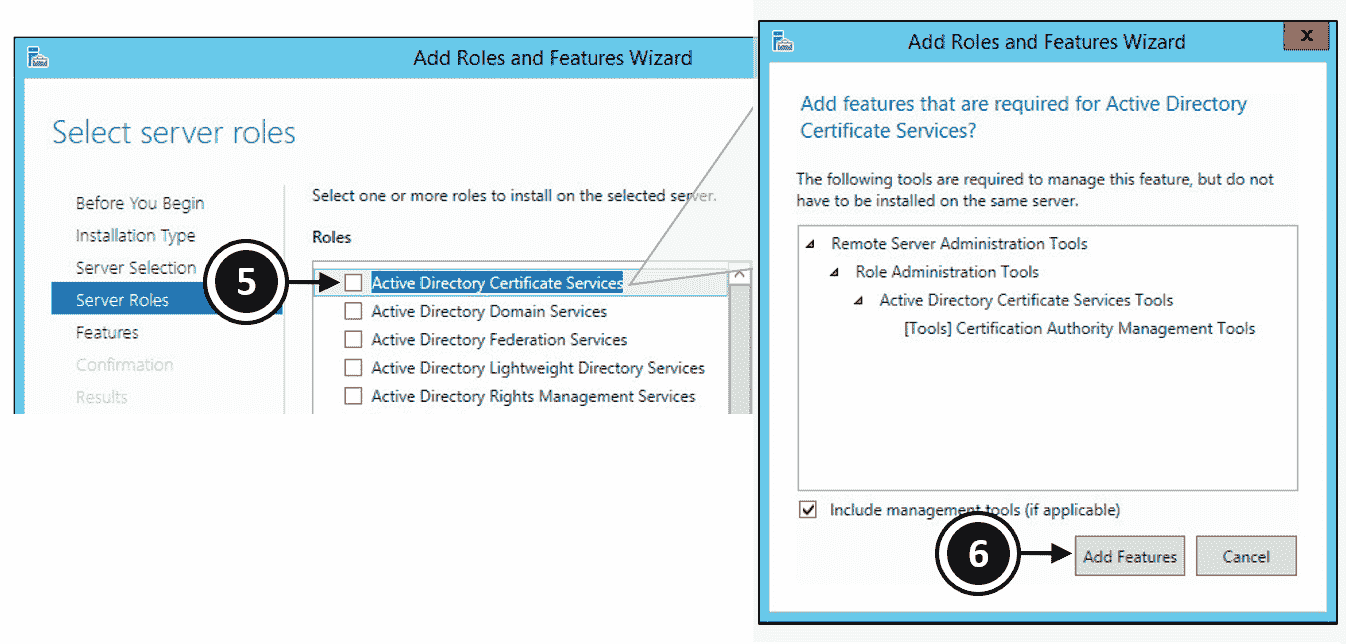 Add Roles and Features Wizard
Select server roles
Before You Begin
Installation Type
Server Selection
Server Roles
Features
Confirmation
Results
Select one or more roles to install on the selected server.
Roles
5
Active Directory Certificate Services
Active Directory Domain Services
Active Directory Federation Services
Active Directory Lightweight Directory Services
Active Directory Rights Management Services
Add Roles and Features Wizard
x
Add features that are required for Active Directory
Certificate Services?
The following tools are required to manage this feature, but do not
have to be installed on the same server.
Remote Server Administration Tools
Role Administration Tools
Active Directory Certificate Services Tools
[Tools] Certification Authority Management Tools
Include management tools (if applicable)
6
Add Features
Cancel